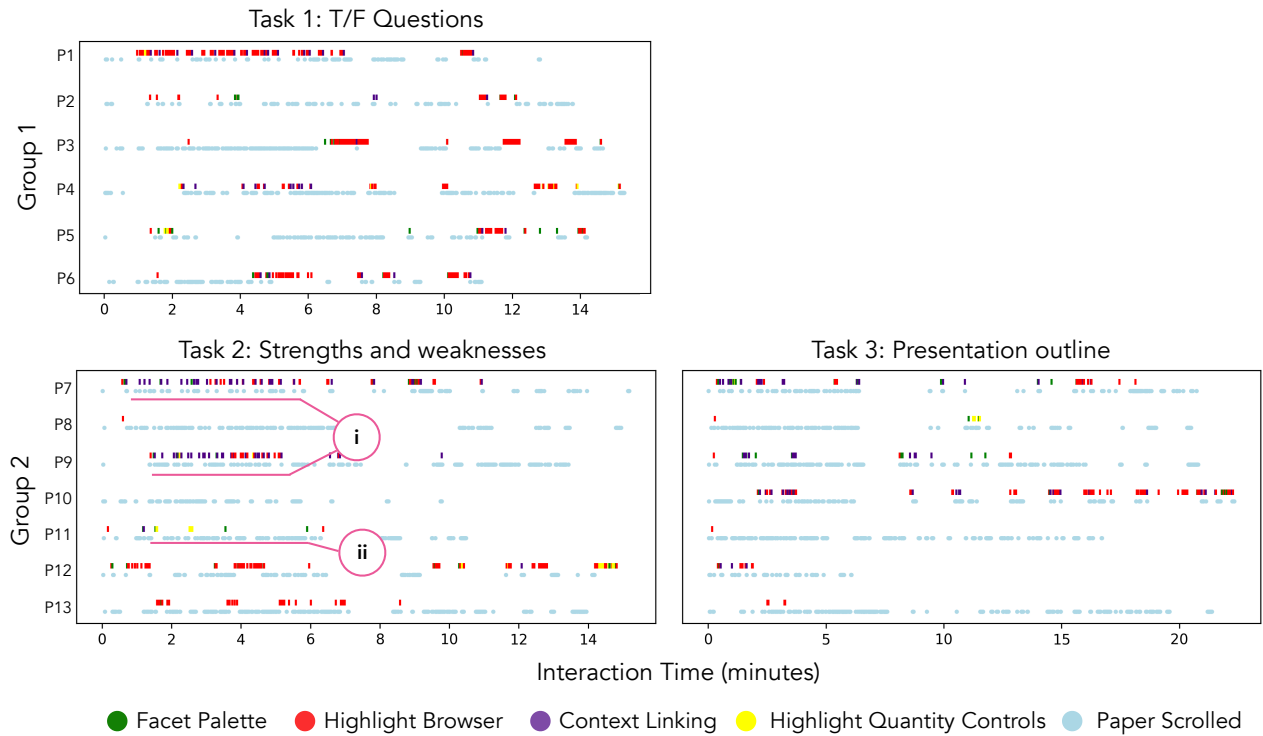 Task 1: T/F Questions
Group 1
P1
P2
P3
P4
P5
P6
0 2 4 6 8 10 12 14
Task 2: Strengths and weaknesses
Group 2
P7
P8
P9
P10
P11
P12
P13
i
ii
0 2 4 6 8 10 12 14
Task 3: Presentation outline
0 5 10 15 20
Interaction Time (minutes)
Facet Palette Highlight Browser Context Linking Highlight Quantity Controls Paper Scrolled